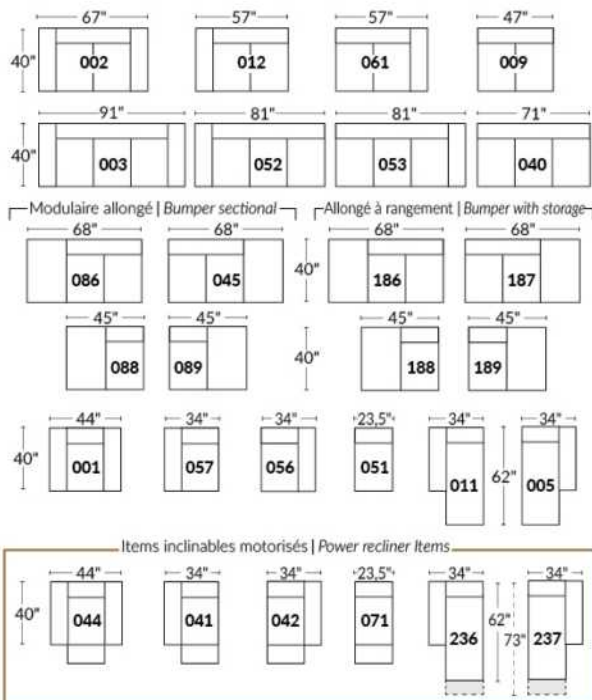 67" 57" 57" 47"
40" 002 012 061 009
91" 81" 81" 71"
40" 003 052 053 040
Modulaire allongé | Bumper sectional Allongé à rangement | Bumper with storage
68" 68" 68" 68"
086 045 40" 186 187
45" 45" 45" 45"
088 089 40" 188 189
44" 34" 34" 23,5" 34" 34"
40" 001 057 056 051 011 62" 005
Items inclinables motorisés | Power recliner Items
44" 34" 34" 23,5" 34" 34"
40" 044 041 042 071 236 62" 73" 237